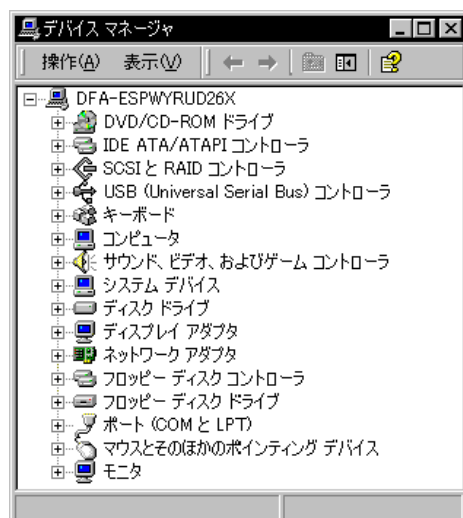 デバイス マネージャ
操作(A) 表示(V)
DFA-ESPWYRUD26X
DVD/CD-ROM ドライブ
IDE ATA/ATAPI コントローラ
SCSI と RAID コントローラ
USB (Universal Serial Bus) コントローラ
キーボード
コンピュータ
サウンド、ビデオ、およびゲーム コントローラ
システム デバイス
ディスク ドライブ
ディスプレイ アダプタ
ネットワーク アダプタ
フロッピー ディスク コントローラ
フロッピー ディスク ドライブ
ポート (COM と LPT)
マウスとそのほかのポインティング デバイス
モニタ